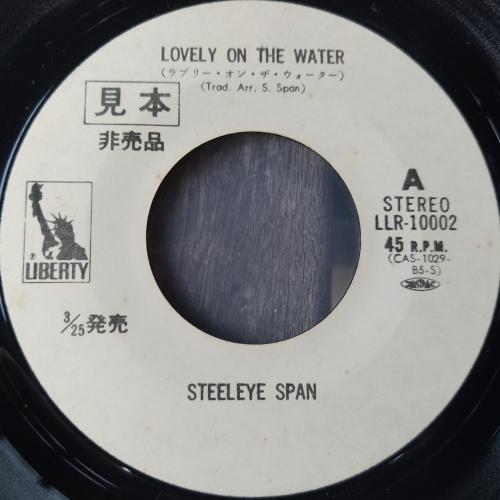 LOVELY ON THE WATER
(ラブリー・オン・ザ・ウォーター)
(Trad. Arr. S. Span)
見本
非売品
A
STEREO
LLR-10002
45 R.P.M.
(CAS-1029-
B5-S)
JASRAC
® LIBERTY
3/25発売
STEELEYE SPAN